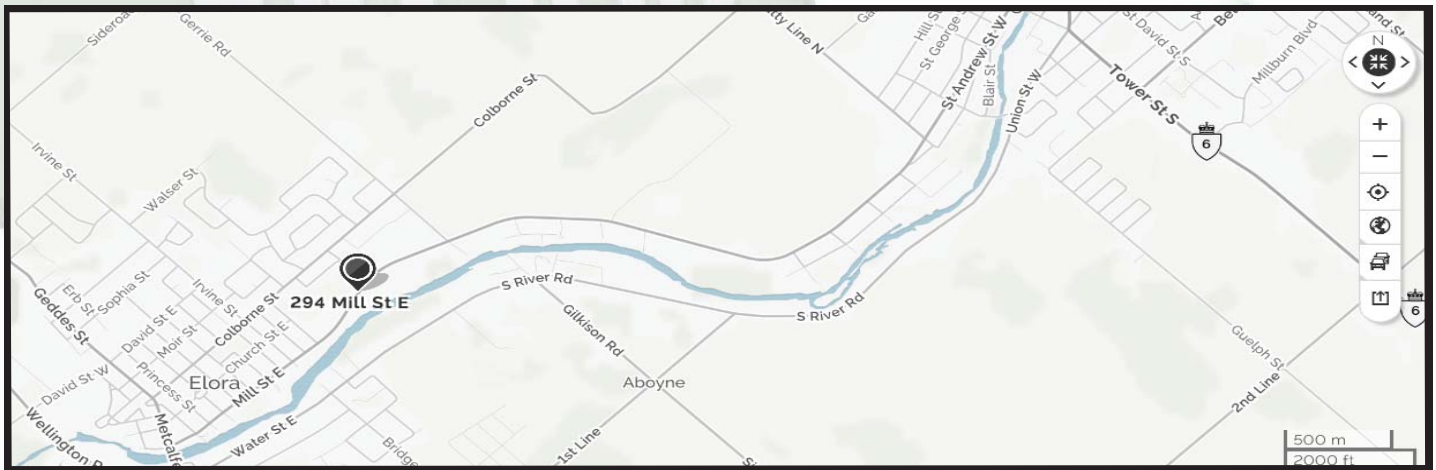 Sideroad
Gerrie Rd
Colborne St
Irvine St
Walser St
Hill St
St George
St Andrew St W
Blair St
Union St W
St David St S
Millburn Blvd
Tower St S
6
N
+
−
294 Mill St E
S River Rd
S River Rd
Gilkison Rd
Aboyne
1st Line
Guelph St
2nd Line
6
Geddes St
Erb St
Sophia St
Irvine St
David St E
Moir St
Colborne St
Church St E
Princess St
Elora
Mill St E
David St W
Water St E
500 m
2000 ft